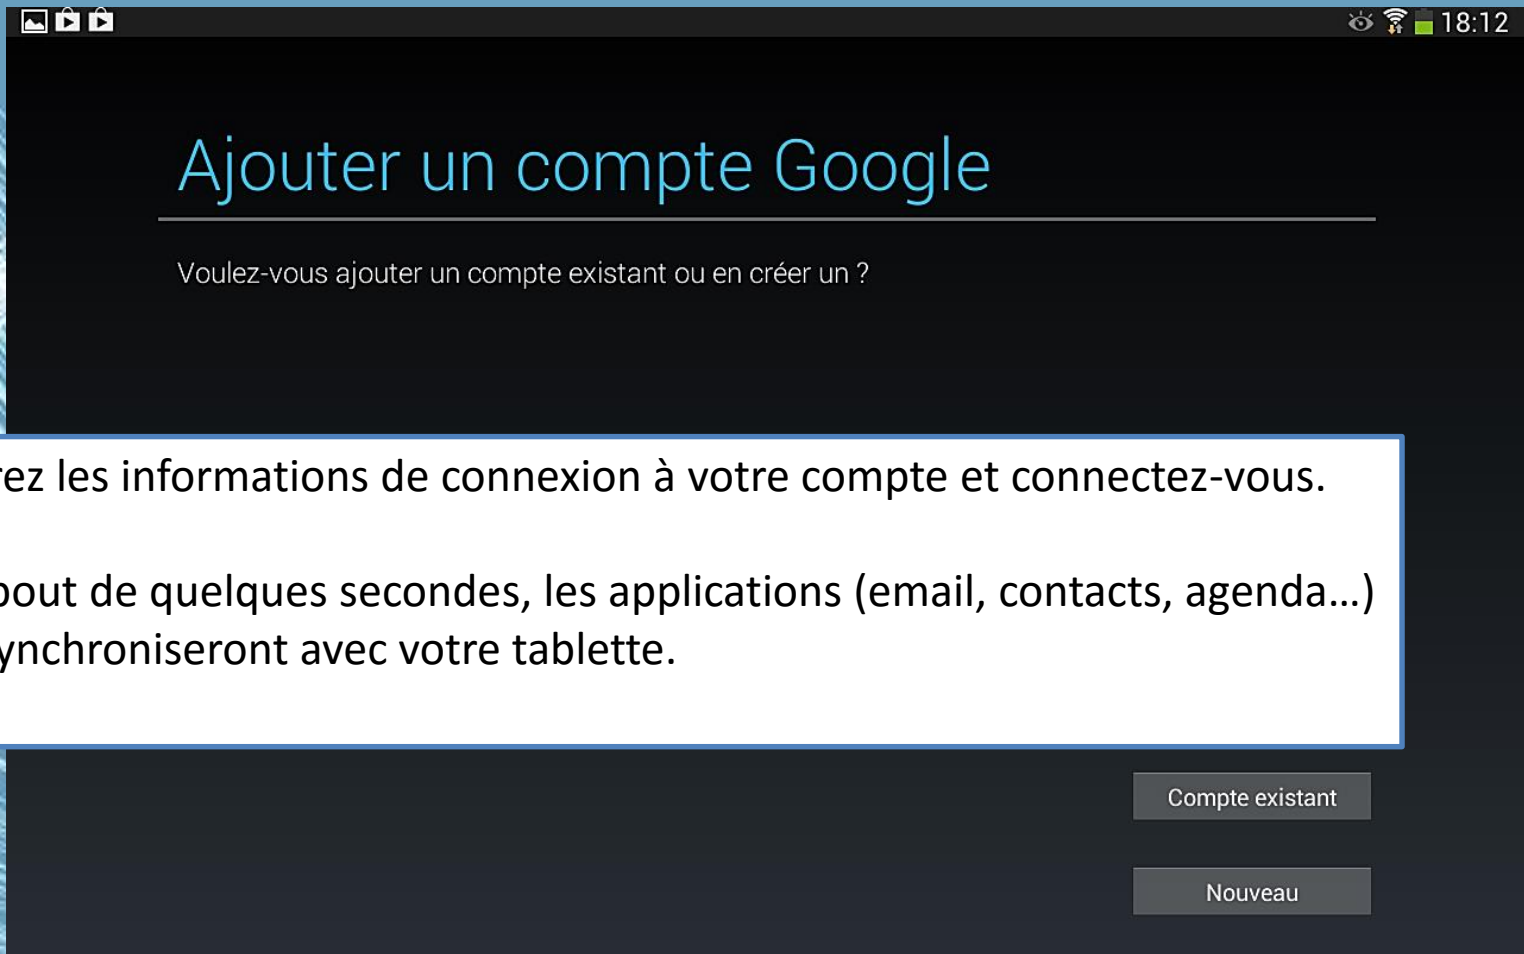 18:12
Ajouter un compte Google
Voulez-vous ajouter un compte existant ou en créer un ?
rez les informations de connexion à votre compte et connectez-vous.
bout de quelques secondes, les applications (email, contacts, agenda…)
ynchroniseront avec votre tablette.
Compte existant
Nouveau